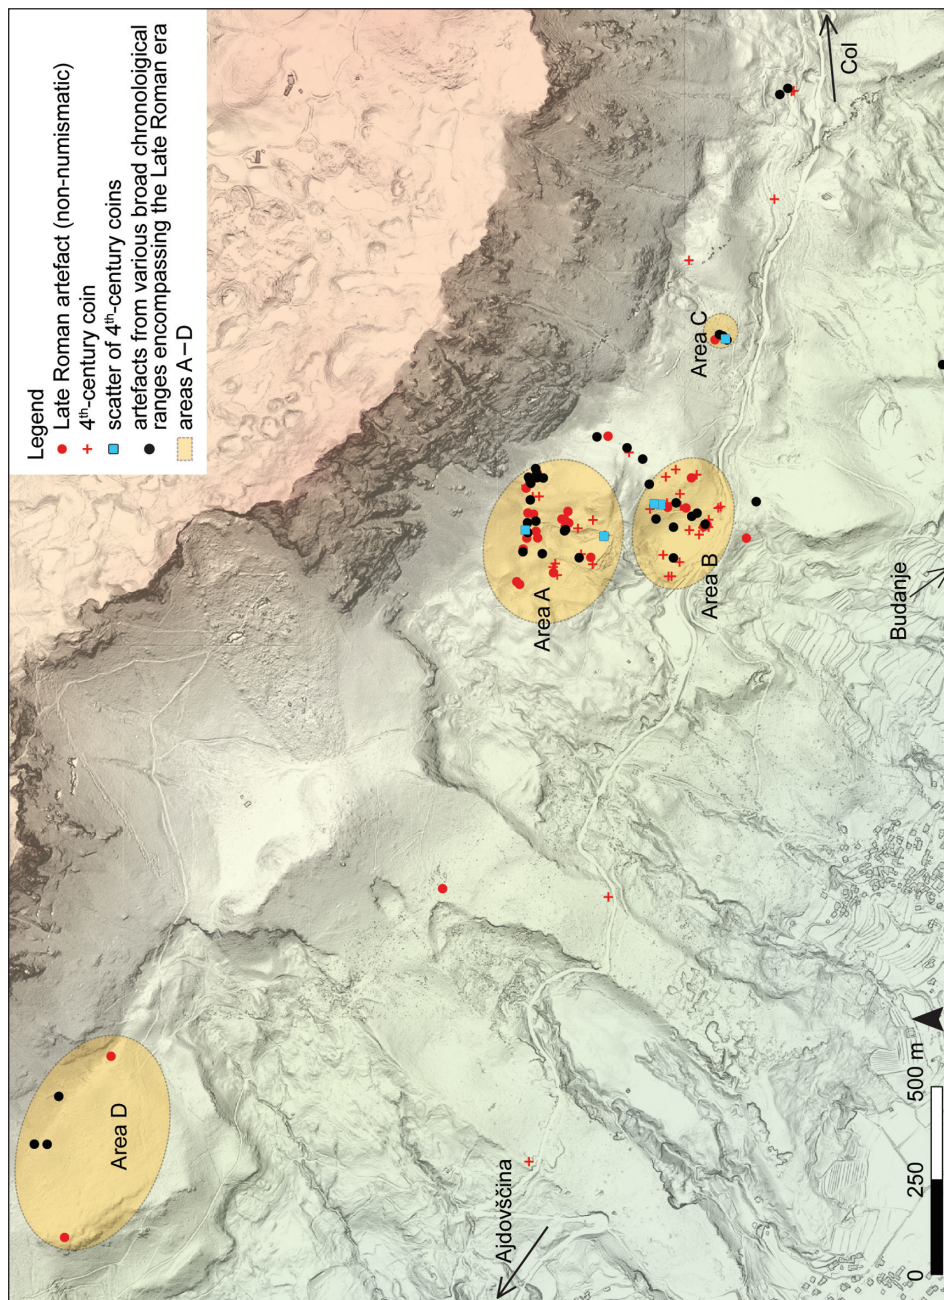 Legend
Late Roman artefact (non-numismatic)
4th-century coin
scatter of 4th-century coins
artefacts from various broad chronoloigical
ranges encompassing the Late Roman era
areas A–D
Col
Area C
Area A
Area B
Budanje
Area D
Ajdovščina
0
250
500 m